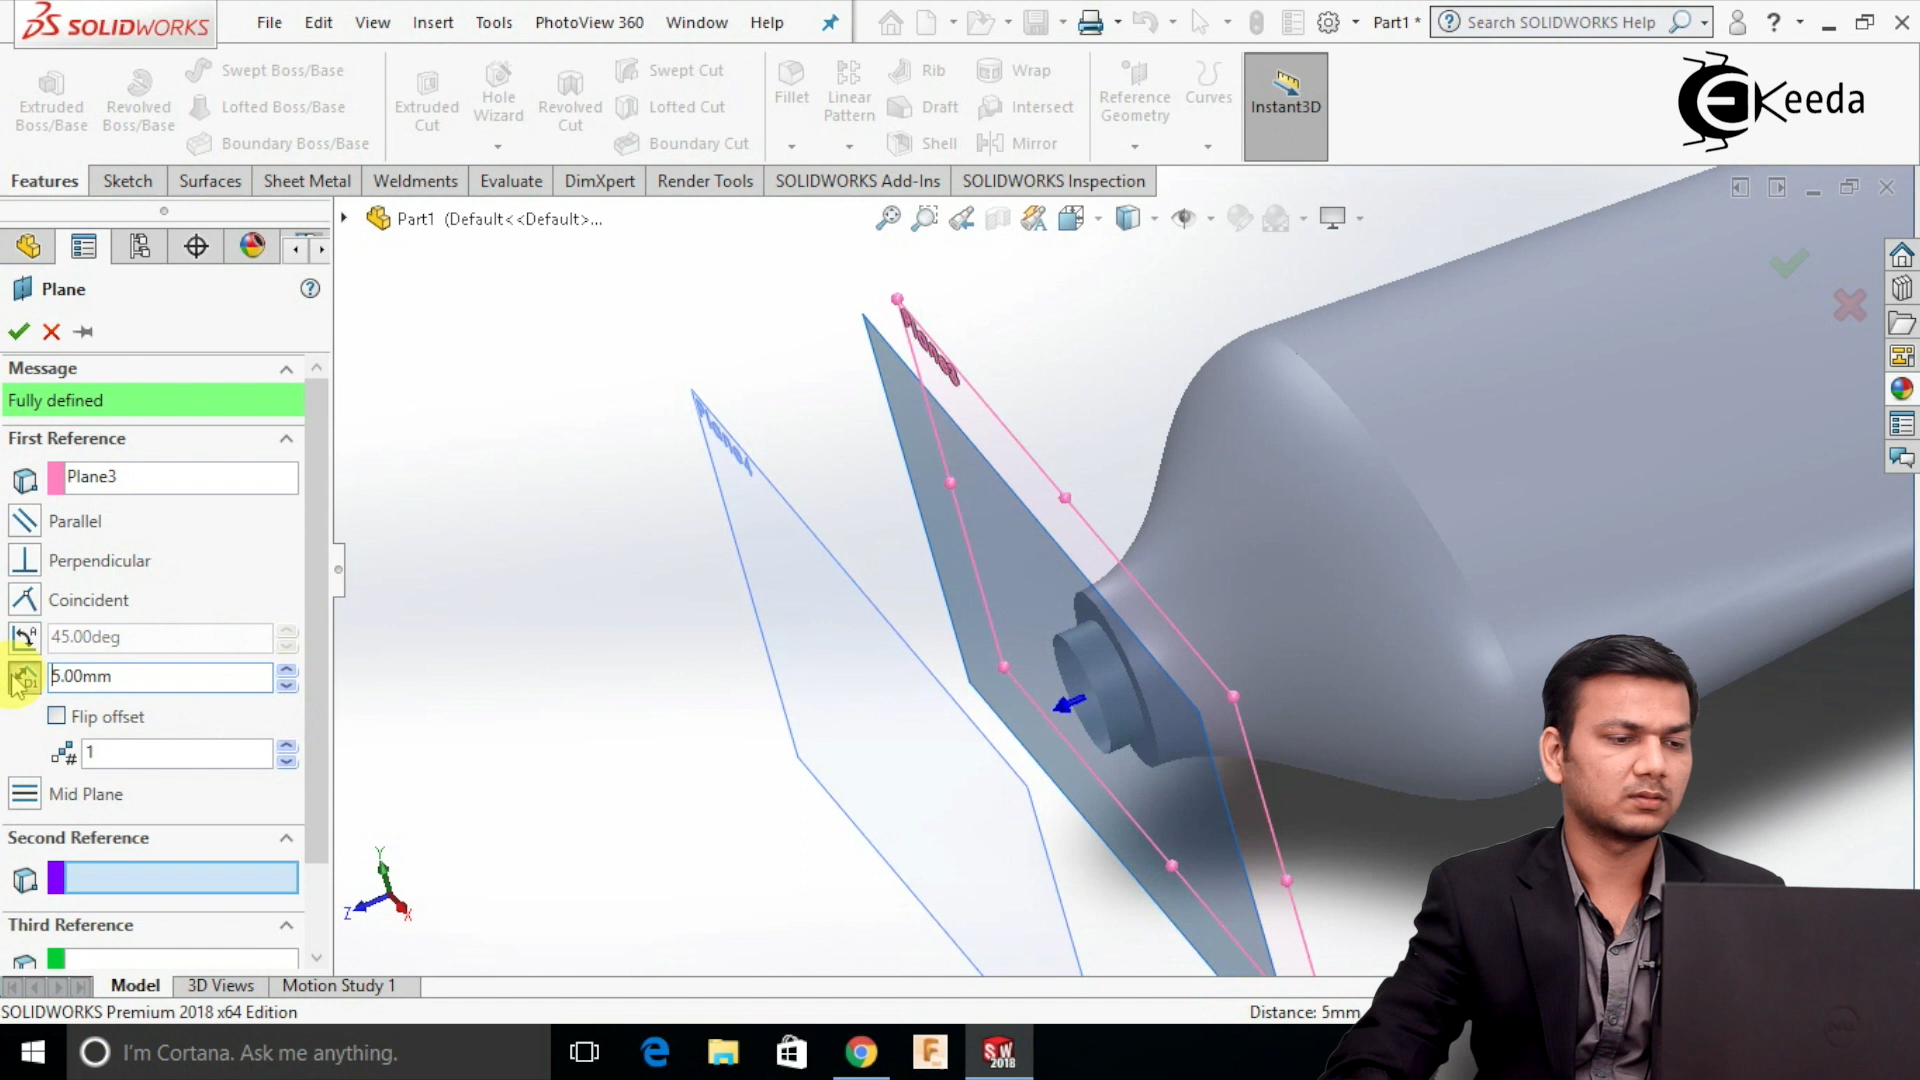 SOLIDWORKS
File Edit View Insert Tools PhotoView 360 Window Help
Part1 *
Search SOLIDWORKS Help
?
Extruded Boss/Base
Revolved Boss/Base
Swept Boss/Base
Lofted Boss/Base
Boundary Boss/Base
Extruded Cut
Hole Wizard
Revolved Cut
Swept Cut
Lofted Cut
Boundary Cut
Fillet
Linear Pattern
Rib
Draft
Shell
Wrap
Intersect
Mirror
Reference Geometry
Curves
Instant3D
EKeeda
Features Sketch Surfaces Sheet Metal Weldments Evaluate DimXpert Render Tools SOLIDWORKS Add-Ins SOLIDWORKS Inspection
Part1 (Default<<Default>...
Plane
Message
Fully defined
First Reference
Plane3
Parallel
Perpendicular
Coincident
45.00deg
5.00mm
Flip offset
# 1
Mid Plane
Second Reference
Third Reference
Y
Z
X
Model 3D Views Motion Study 1
SOLIDWORKS Premium 2018 x64 Edition
Distance: 5mm
I'm Cortana. Ask me anything.
SW
2018